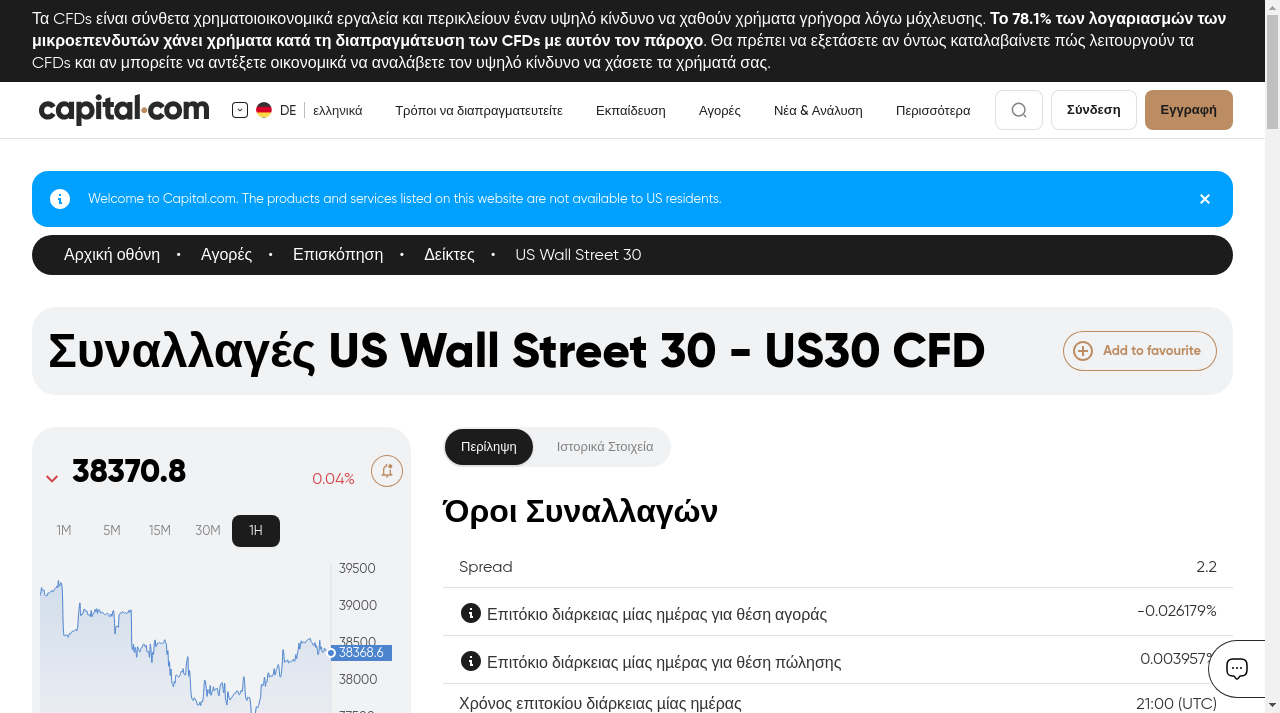 Τα CFDs είναι σύνθετα χρηματοοικονομικά εργαλεία και περικλείουν έναν υψηλό κίνδυνο να χαθούν χρήματα γρήγορα λόγω μόχλευσης. Το 78.1% των λογαριασμών των
μικροεπενδυτών χάνει χρήματα κατά τη διαπραγμάτευση των CFDs με αυτόν τον πάροχο. Θα πρέπει να εξετάσετε αν όντως καταλαβαίνετε πώς λειτουργούν τα
CFDs και αν μπορείτε να αντέξετε οικονομικά να αναλάβετε τον υψηλό κίνδυνο να χάσετε τα χρήματά σας.
capital.com
DE
ελληνικά
Τρόποι να διαπραγματευτείτε
Εκπαίδευση
Αγορές
Νέα & Ανάλυση
Περισσότερα
Σύνδεση
Εγγραφή
Welcome to Capital.com. The products and services listed on this website are not available to US residents.
Αρχική οθόνη • Αγορές • Επισκόπηση • Δείκτες • US Wall Street 30
Συναλλαγές US Wall Street 30 - US30 CFD
Add to favourite
38370.8
0.04%
1M 5M 15M 30M 1H
39500
39000
38500
38368.6
38000
Περίληψη
Ιστορικά Στοιχεία
Όροι Συναλλαγών
Spread 2.2
Επιτόκιο διάρκειας μίας ημέρας για θέση αγοράς -0.026179%
Επιτόκιο διάρκειας μίας ημέρας για θέση πώλησης 0.003957%
Χρόνος επιτοκίου διάρκειας μίας ημέρας 21:00 (UTC)